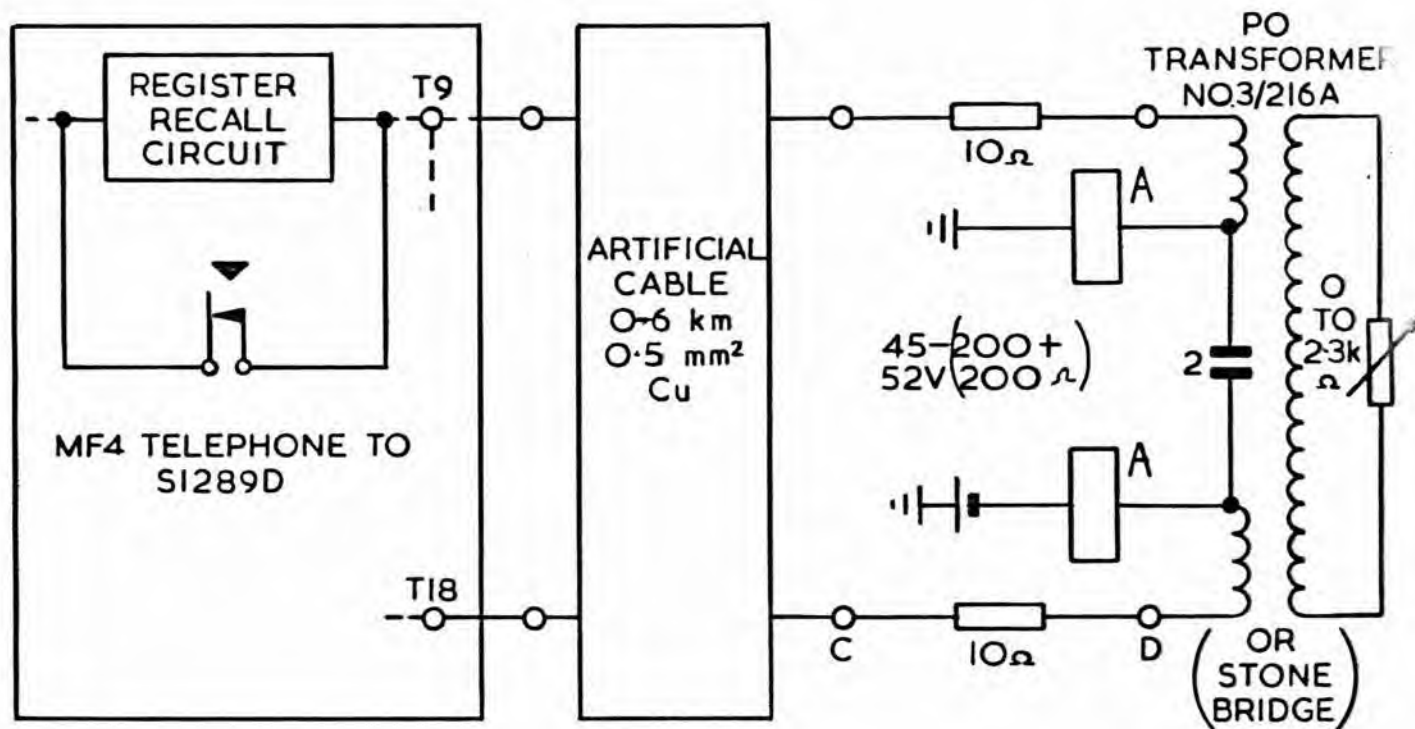 REGISTER
RECALL
CIRCUIT
T9
MF4 TELEPHONE TO
S1289D
T18
ARTIFICIAL
CABLE
0-6 km
0·5 mm²
Cu
10Ω
A
45-(200+
52V(200Ω)
A
C
10Ω
D
PO
TRANSFORMER
NO.3/216A
2
0
TO
2·3k
Ω
(OR
STONE
BRIDGE)